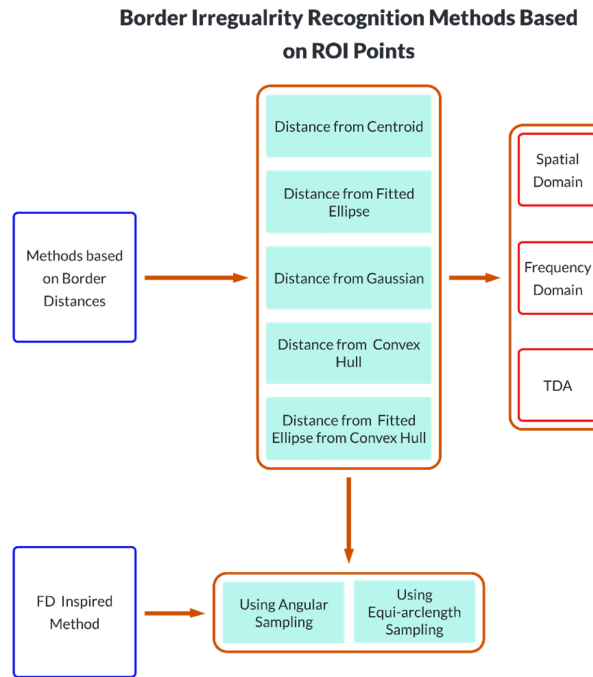 Border Irregualrity Recognition Methods Based
on ROI Points
Distance from Centroid
Distance from Fitted
Ellipse
Distance from Gaussian
Distance from Convex
Hull
Distance from Fitted
Ellipse from Convex Hull
Methods based
on Border
Distances
Spatial
Domain
Frequency
Domain
TDA
FD Inspired
Method
Using Angular
Sampling
Using
Equi-arclength
Sampling